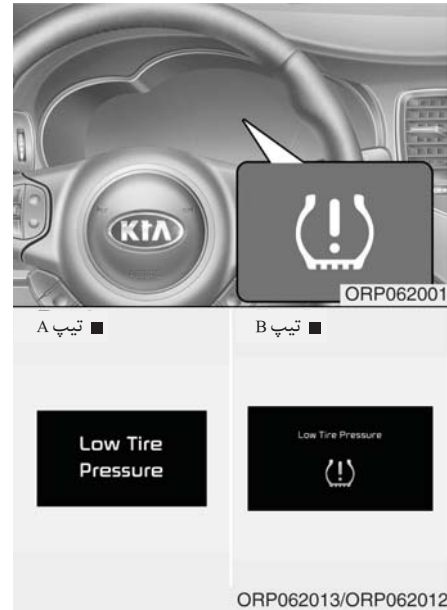 KIA
ORP062001
■ تیپ A
■ تیپ B
Low Tire
Pressure
Low Tire Pressure
ORP062013/ORP062012